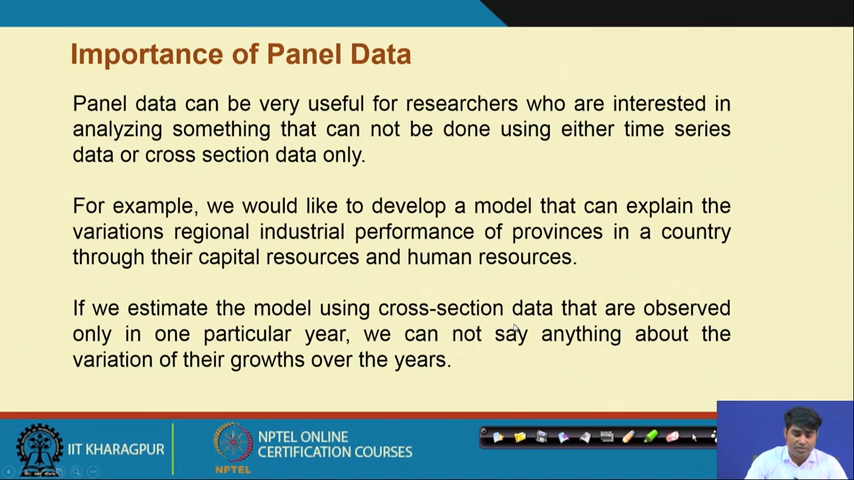 Importance of Panel Data
Panel data can be very useful for researchers who are interested in
analyzing something that can not be done using either time series
data or cross section data only.
For example, we would like to develop a model that can explain the
variations regional industrial performance of provinces in a country
through their capital resources and human resources.
If we estimate the model using cross-section data that are observed
only in one particular year, we can not say anything about the
variation of their growths over the years.
IIT KHARAGPUR
NPTEL
NPTEL ONLINE
CERTIFICATION COURSES